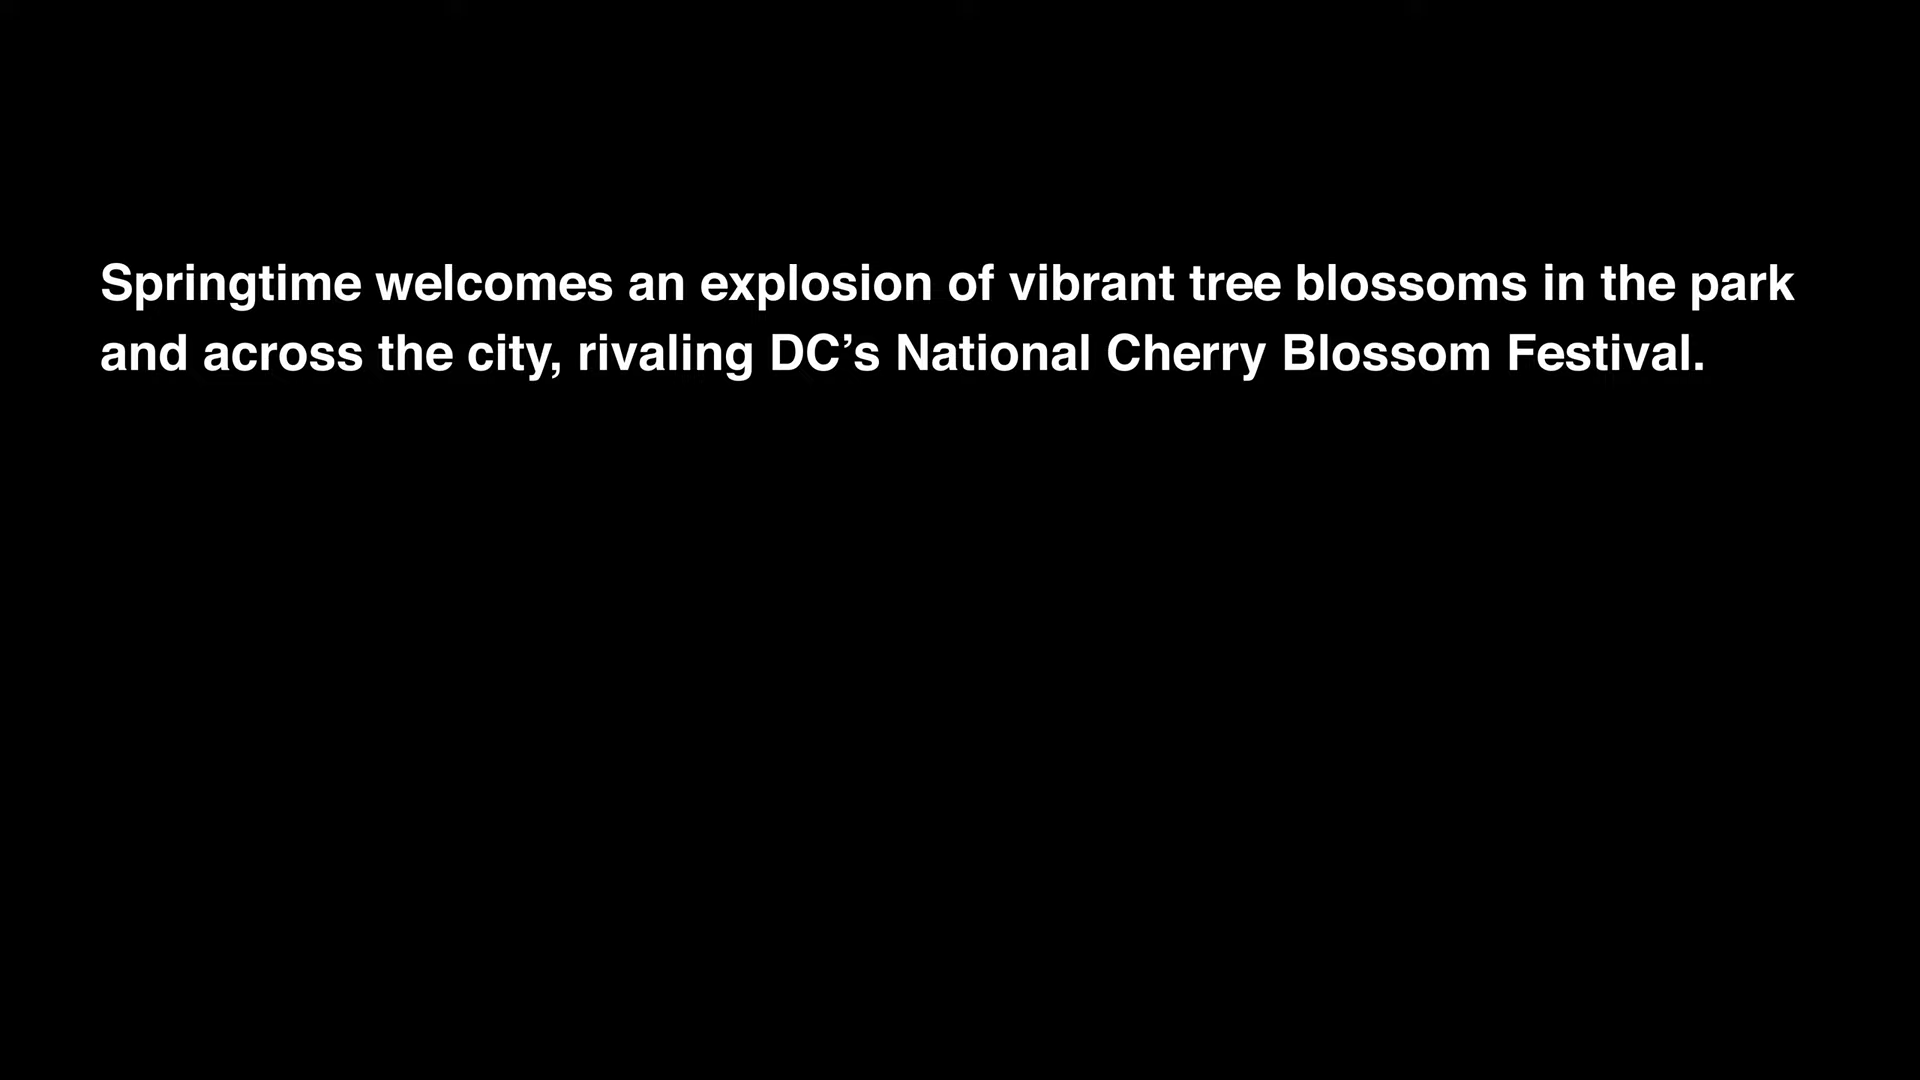 Springtime welcomes an explosion of vibrant tree blossoms in the park
and across the city, rivaling DC’s National Cherry Blossom Festival.